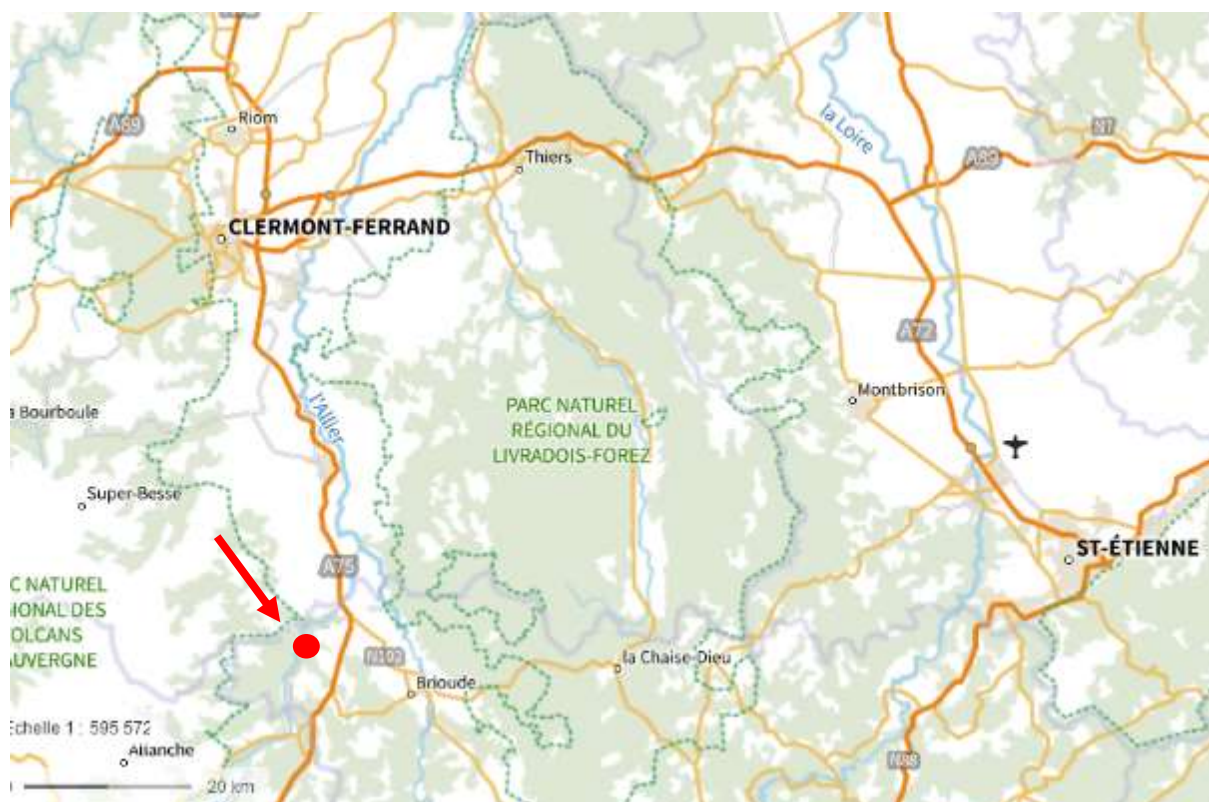 A89
Riom
la Loire
N7
A89
Thiers
CLERMONT-FERRAND
A72
Montbrison
l'Allier
a Bourboule
PARC NATUREL
RÉGIONAL DU
LIVRADOIS-FOREZ
Super-Besse
ST-ÉTIENNE
A75
C NATUREL
IONAL DES
OLCANS
AUVERGNE
N102
la Chaise-Dieu
Brioude
Echelle 1 : 595 572
Allanche
N88
20 km